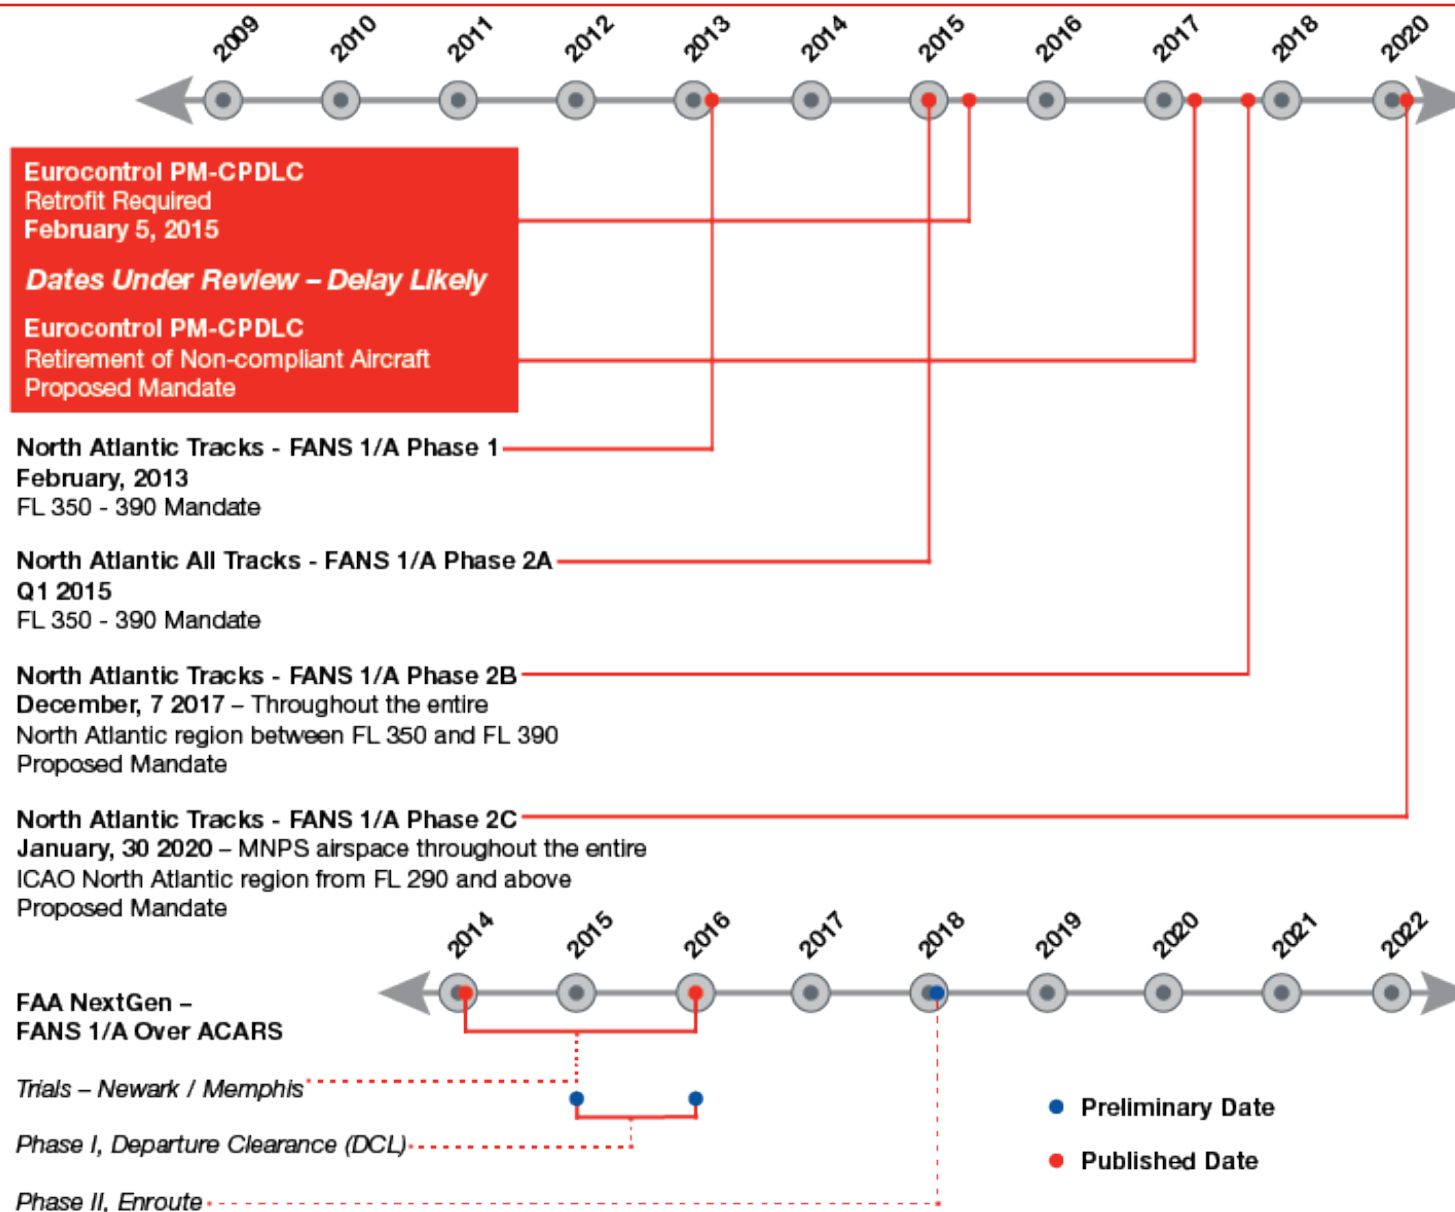 2009 2010 2011 2012 2013 2014 2015 2016 2017 2018 2020
Eurocontrol PM-CPDLC
Retrofit Required
February 5, 2015
Dates Under Review – Delay Likely
Eurocontrol PM-CPDLC
Retirement of Non-compliant Aircraft
Proposed Mandate
North Atlantic Tracks - FANS 1/A Phase 1
February, 2013
FL 350 - 390 Mandate
North Atlantic All Tracks - FANS 1/A Phase 2A
Q1 2015
FL 350 - 390 Mandate
North Atlantic Tracks - FANS 1/A Phase 2B
December, 7 2017 – Throughout the entire
North Atlantic region between FL 350 and FL 390
Proposed Mandate
North Atlantic Tracks - FANS 1/A Phase 2C
January, 30 2020 – MNPS airspace throughout the entire
ICAO North Atlantic region from FL 290 and above
Proposed Mandate
2014 2015 2016 2017 2018 2019 2020 2021 2022
FAA NextGen –
FANS 1/A Over ACARS
Trials – Newark / Memphis
Phase I, Departure Clearance (DCL)
Phase II, Enroute
Preliminary Date
Published Date